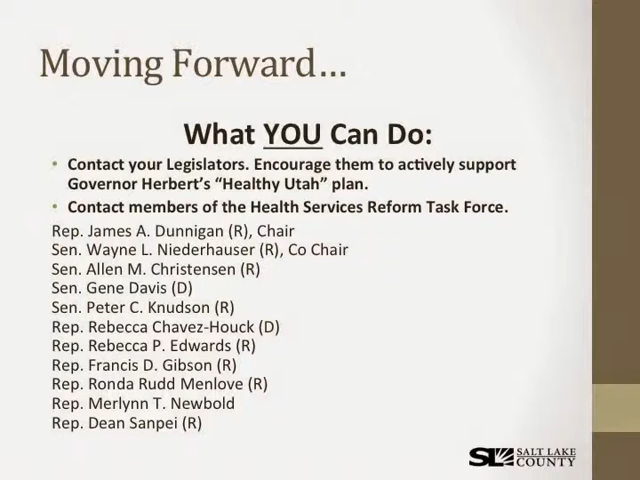 Moving Forward...
What YOU Can Do:
• Contact your Legislators. Encourage them to actively support
Governor Herbert's "Healthy Utah" plan.
• Contact members of the Health Services Reform Task Force.
Rep. James A. Dunnigan (R), Chair
Sen. Wayne L. Niederhauser (R), Co Chair
Sen. Allen M. Christensen (R)
Sen. Gene Davis (D)
Sen. Peter C. Knudson (R)
Rep. Rebecca Chavez-Houck (D)
Rep. Rebecca P. Edwards (R)
Rep. Francis D. Gibson (R)
Rep. Ronda Rudd Menlove (R)
Rep. Merlynn T. Newbold
Rep. Dean Sanpei (R)
SL SALT LAKE
COUNTY